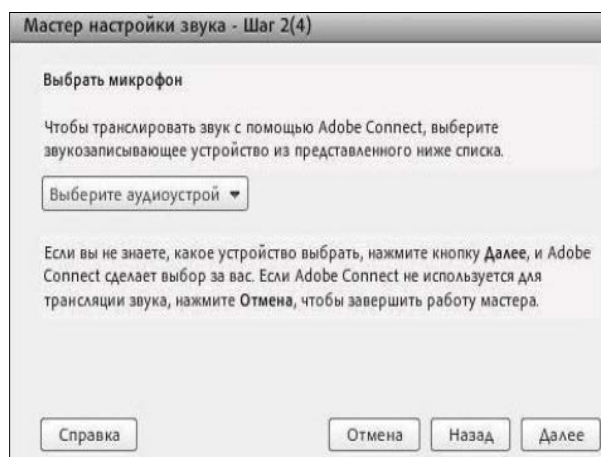 Мастер настройки звука - Шаг 2(4)
Выбрать микрофон
Чтобы транслировать звук с помощью Adobe Connect, выберите
звукозаписывающее устройство из представленного ниже списка.
Выберите аудиоустрой
Если вы не знаете, какое устройство выбрать, нажмите кнопку Далее, и Adobe
Connect сделает выбор за вас. Если Adobe Connect не используется для
трансляции звука, нажмите Отмена, чтобы завершить работу мастера.
Справка
Отмена
Назад
Далее